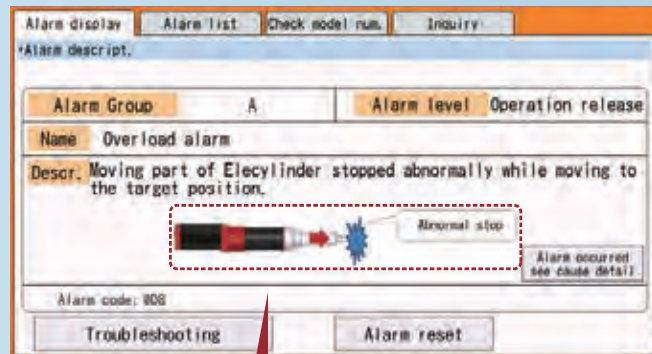 Alarm display
Alarm list
Check model num.
Inquiry
*Alarm descript.
Alarm Group A
Alarm level Operation release
Name Overload alarm
Descr. Moving part of Elecylinder stopped abnormally while moving to
the target position.
Abnormal stop
Alarm occurred
see cause detail
Alarm code: 0D8
Troubleshooting
Alarm reset